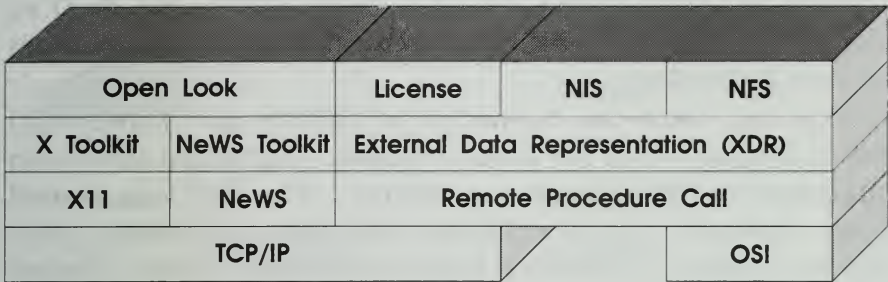 Open Look License NIS NFS
X Toolkit NeWS Toolkit External Data Representation (XDR)
X11 NeWS Remote Procedure Call
TCP/IP OSI